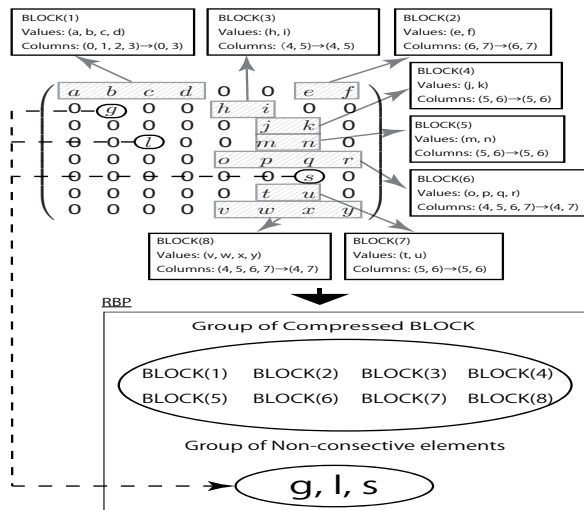 BLOCK(1)
Values: (a, b, c, d)
Columns: (0, 1, 2, 3)→(0, 3)
BLOCK(3)
Values: (h, i)
Columns: (4, 5)→(4, 5)
BLOCK(2)
Values: (e, f)
Columns: (6, 7)→(6, 7)
BLOCK(4)
Values: (j, k)
Columns: (5, 6)→(5, 6)
BLOCK(5)
Values: (m, n)
Columns: (5, 6)→(5, 6)
BLOCK(6)
Values: (o, p, q, r)
Columns: (4, 5, 6, 7)→(4, 7)
a b c d 0 0 e f
0 g 0 0 h i 0 0
0 0 0 0 0 j k 0
0 0 l 0 0 m n 0
0 0 0 0 o p q r
0 0 0 0 0 0 s 0
0 0 0 0 0 t u 0
0 0 0 0 v w x y
BLOCK(8)
Values: (v, w, x, y)
Columns: (4, 5, 6, 7)→(4, 7)
BLOCK(7)
Values: (t, u)
Columns: (5, 6)→(5, 6)
RBP
Group of Compressed BLOCK
BLOCK(1) BLOCK(2) BLOCK(3) BLOCK(4)
BLOCK(5) BLOCK(6) BLOCK(7) BLOCK(8)
Group of Non-consective elements
g, l, s